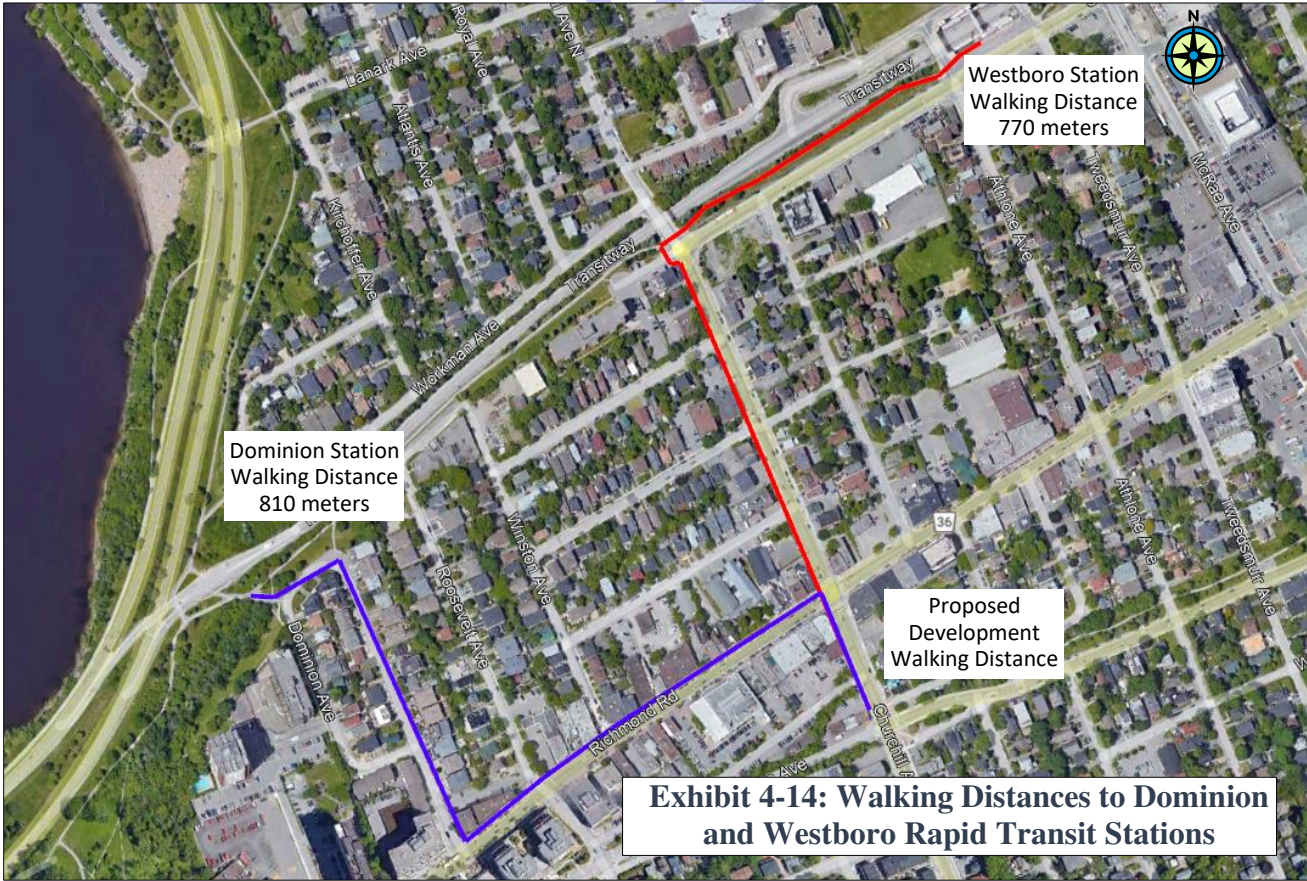 N
Royal Ave
Ave N
Lanark Ave
Transitway
Westboro Station
Walking Distance
770 meters
Atlantis Ave
McRae Ave
Tweedsmuir Ave
Athlone Ave
Kirchoffer Ave
Transitway
Workman Ave
Dominion Station
Walking Distance
810 meters
Winston Ave
36
Athlone Ave
Tweedsmuir Ave
Roosevelt Ave
Proposed
Development
Walking Distance
Dominion Ave
Richmond Rd
Churchill A
Ave
Exhibit 4-14: Walking Distances to Dominion
and Westboro Rapid Transit Stations